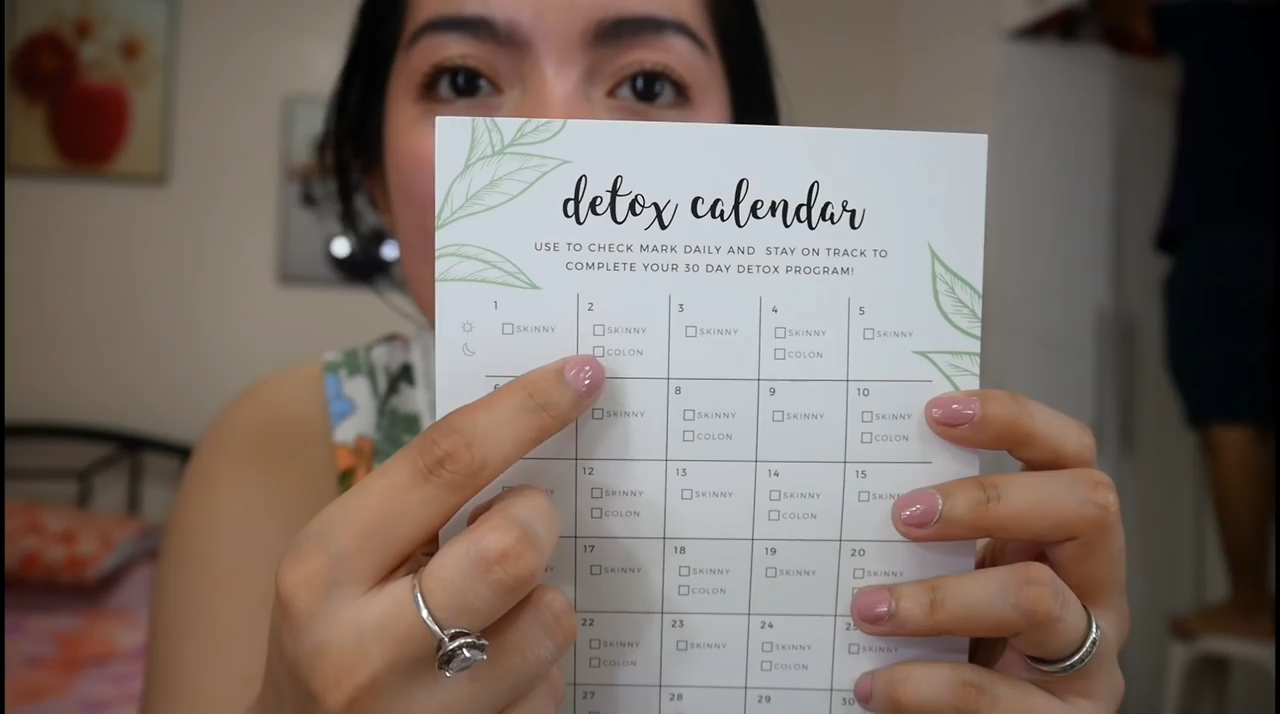 detox calendar
USE TO CHECK MARK DAILY AND STAY ON TRACK TO
COMPLETE YOUR 30 DAY DETOX PROGRAM!
1 2 3 4 5
SKINNY SKINNY SKINNY SKINNY SKINNY
COLON COLON
8 9 10
SKINNY SKINNY SKINNY SKINNY
COLON COLON
12 13 14 15
SKINNY SKINNY SKINNY
COLON COLON
17 18 19 20
SKINNY SKINNY SKINNY SKINNY
COLON
22 23 24
SKINNY SKINNY SKINNY SKINNY
COLON COLON
27 28 29 30